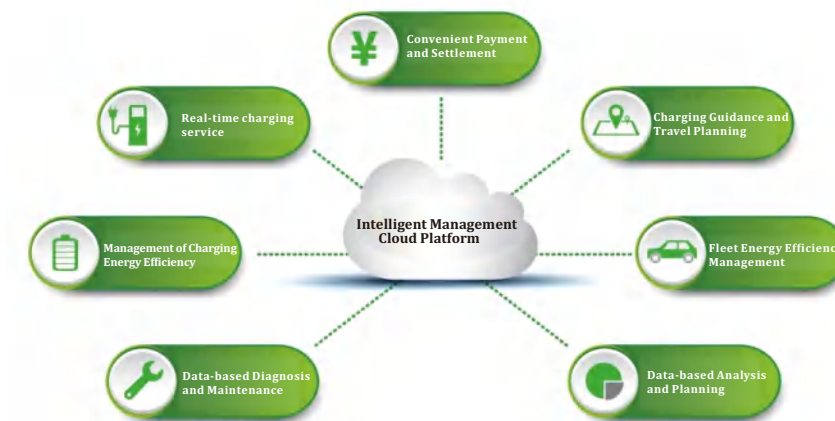 Convenient Payment
and Settlement
Real-time charging
service
Charging Guidance and
Travel Planning
Intelligent Management
Cloud Platform
Management of Charging
Energy Efficiency
Fleet Energy Efficienc
Management
Data-based Diagnosis
and Maintenance
Data-based Analysis
and Planning
¥